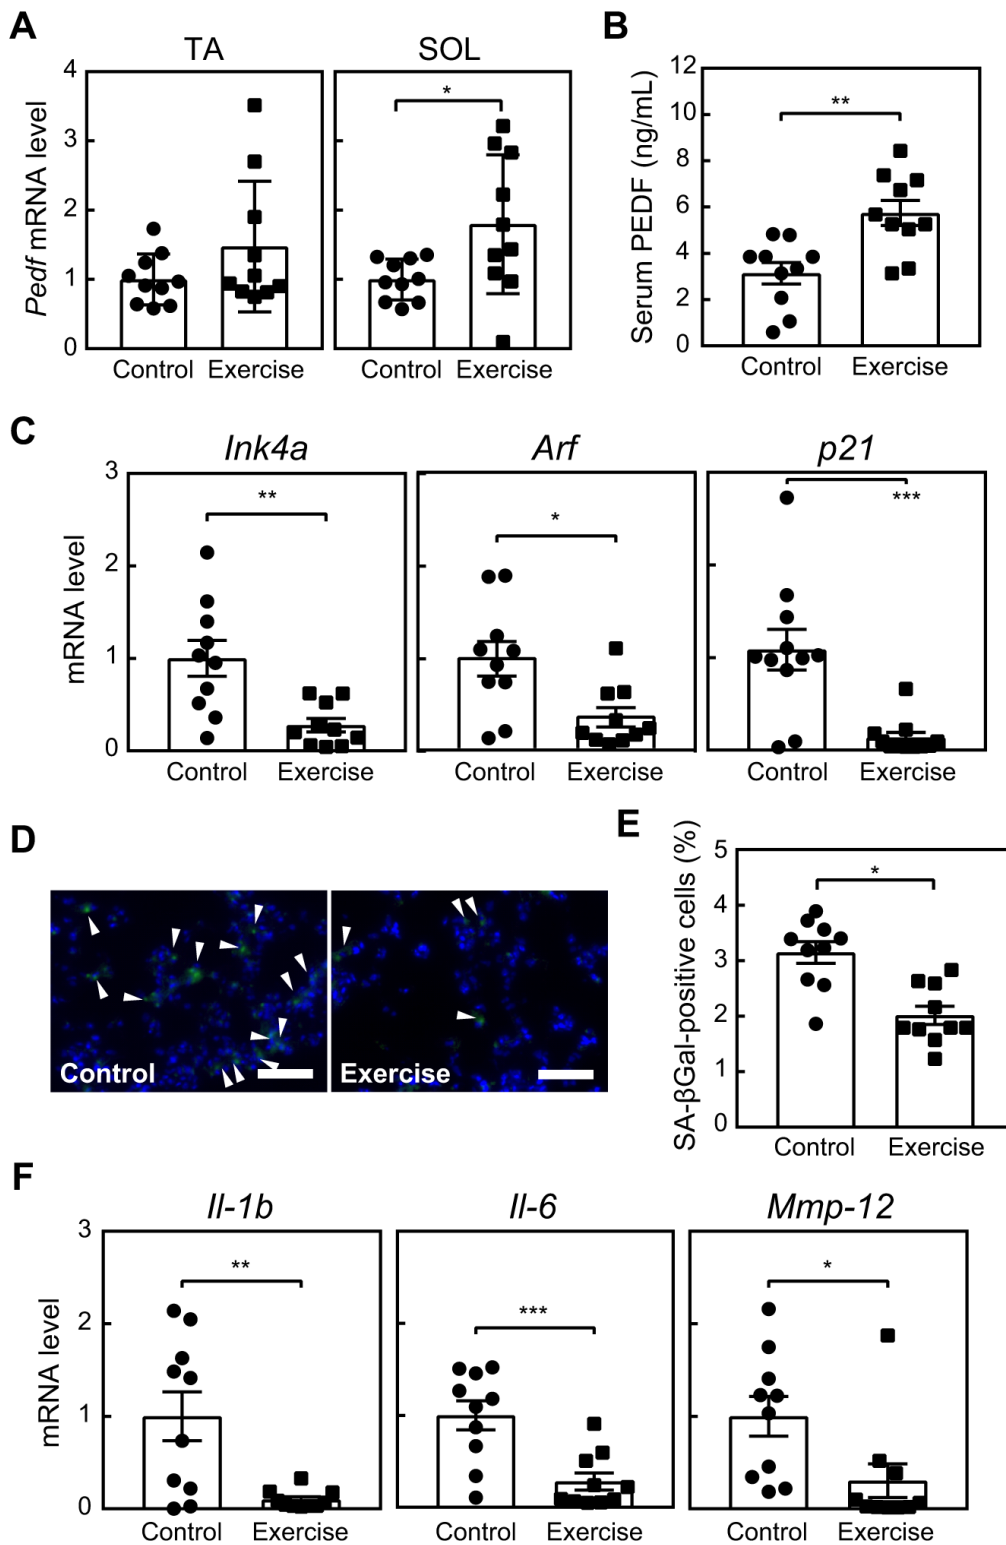 A
TA
SOL
Pedf mRNA level
4
3
2
1
0
*
Control
Exercise
Control
Exercise
B
Serum PEDF (ng/mL)
12
10
8
6
4
2
0
**
Control
Exercise
C
Ink4a
Arf
p21
mRNA level
3
2
1
0
**
*
***
Control
Exercise
Control
Exercise
Control
Exercise
D
Control
Exercise
E
SA-βGal-positive cells (%)
5
4
3
2
1
0
*
Control
Exercise
F
Il-1b
Il-6
Mmp-12
mRNA level
3
2
1
0
**
***
*
Control
Exercise
Control
Exercise
Control
Exercise